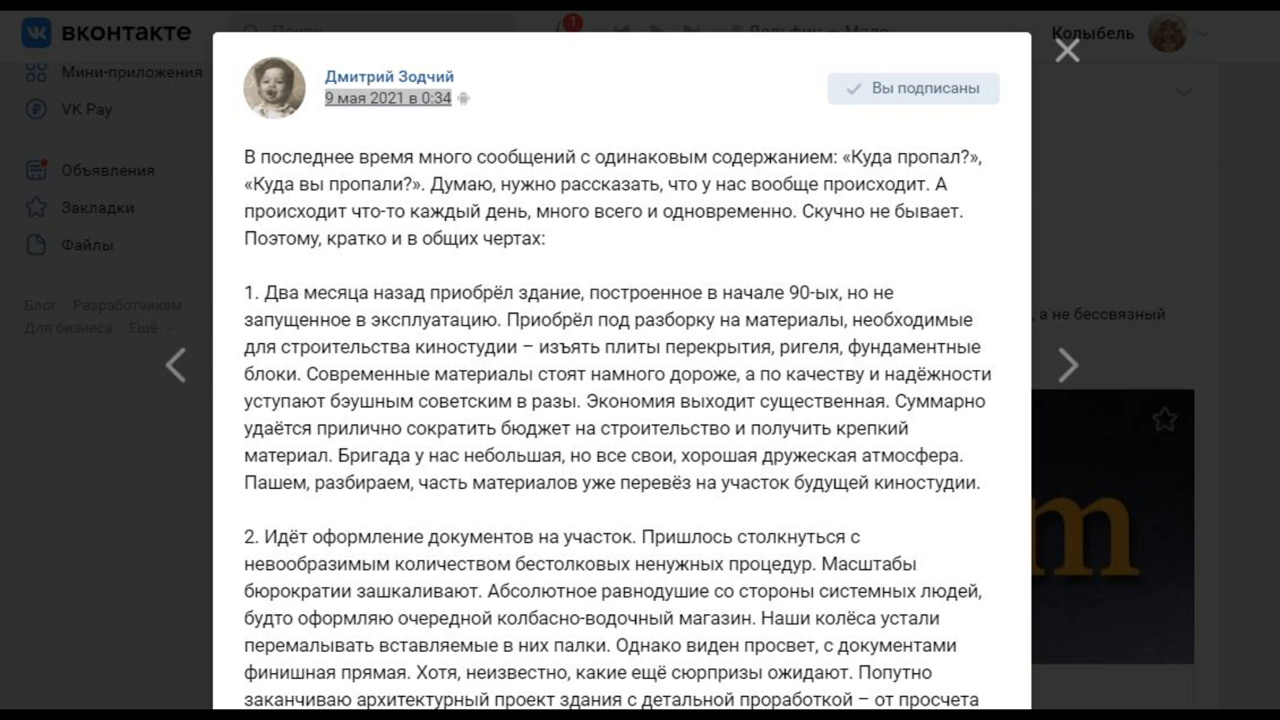 вконтакте
Поиск
1
Колыбель
Мини-приложения
VK Pay
Объявления
Закладки
Файлы
Блог Разработчикам
Для бизнеса Ещё
Дмитрий Зодчий
9 мая 2021 в 0:34
Вы подписаны
В последнее время много сообщений с одинаковым содержанием: «Куда пропал?»,
«Куда вы пропали?». Думаю, нужно рассказать, что у нас вообще происходит. А
происходит что-то каждый день, много всего и одновременно. Скучно не бывает.
Поэтому, кратко и в общих чертах:
1. Два месяца назад приобрёл здание, построенное в начале 90-ых, но не
запущенное в эксплуатацию. Приобрёл под разборку на материалы, необходимые
для строительства киностудии – изъять плиты перекрытия, ригеля, фундаментные
блоки. Современные материалы стоят намного дороже, а по качеству и надёжности
уступают бэушным советским в разы. Экономия выходит существенная. Суммарно
удаётся прилично сократить бюджет на строительство и получить крепкий
материал. Бригада у нас небольшая, но все свои, хорошая дружеская атмосфера.
Пашем, разбираем, часть материалов уже перевёз на участок будущей киностудии.
2. Идёт оформление документов на участок. Пришлось столкнуться с
невообразимым количеством бестолковых ненужных процедур. Масштабы
бюрократии зашкаливают. Абсолютное равнодушие со стороны системных людей,
будто оформляю очередной колбасно-водочный магазин. Наши колёса устали
перемалывать вставляемые в них палки. Однако виден просвет, с документами
финишная прямая. Хотя, неизвестно, какие ещё сюрпризы ожидают. Попутно
заканчиваю архитектурный проект здания с детальной проработкой – от просчета
, а не бессвязный
m